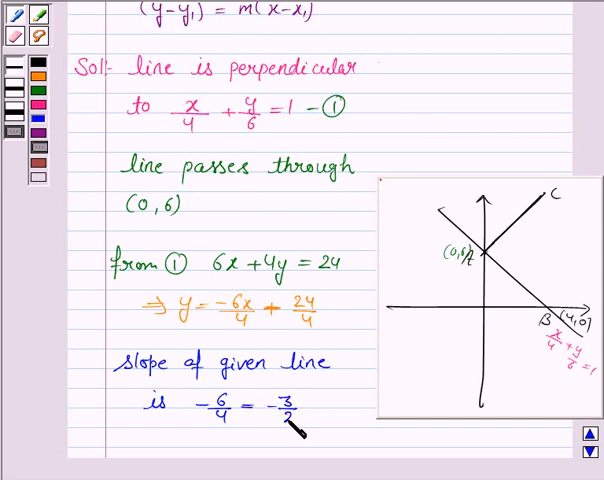 (y-y₁) = m(x-x₁)
Sol:- line is perpendicular
to x/4 + y/6 = 1 - ①
line passes through
(0,6)
from ① 6x+4y = 24
⇒ y = -6x/4 + 24/4
slope of given line
is -6/4 = -3/2
C
(0,6)A
B (4,0)
x/4 + y/6 = 1